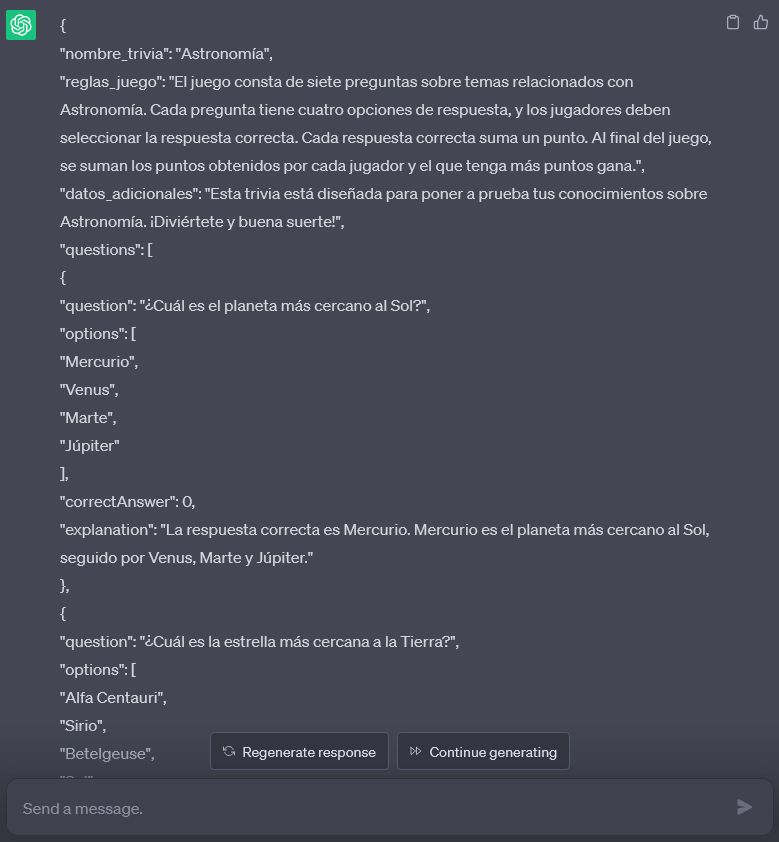 {
"nombre_trivia": "Astronomía",
"reglas_juego": "El juego consta de siete preguntas sobre temas relacionados con
Astronomía. Cada pregunta tiene cuatro opciones de respuesta, y los jugadores deben
seleccionar la respuesta correcta. Cada respuesta correcta suma un punto. Al final del juego,
se suman los puntos obtenidos por cada jugador y el que tenga más puntos gana.",
"datos_adicionales": "Esta trivia está diseñada para poner a prueba tus conocimientos sobre
Astronomía. ¡Diviértete y buena suerte!",
"questions": [
{
"question": "¿Cuál es el planeta más cercano al Sol?",
"options": [
"Mercurio",
"Venus",
"Marte",
"Júpiter"
],
"correctAnswer": 0,
"explanation": "La respuesta correcta es Mercurio. Mercurio es el planeta más cercano al Sol,
seguido por Venus, Marte y Júpiter."
},
{
"question": "¿Cuál es la estrella más cercana a la Tierra?",
"options": [
"Alfa Centauri",
"Sirio",
"Betelgeuse",
Regenerate response
Continue generating
Send a message.